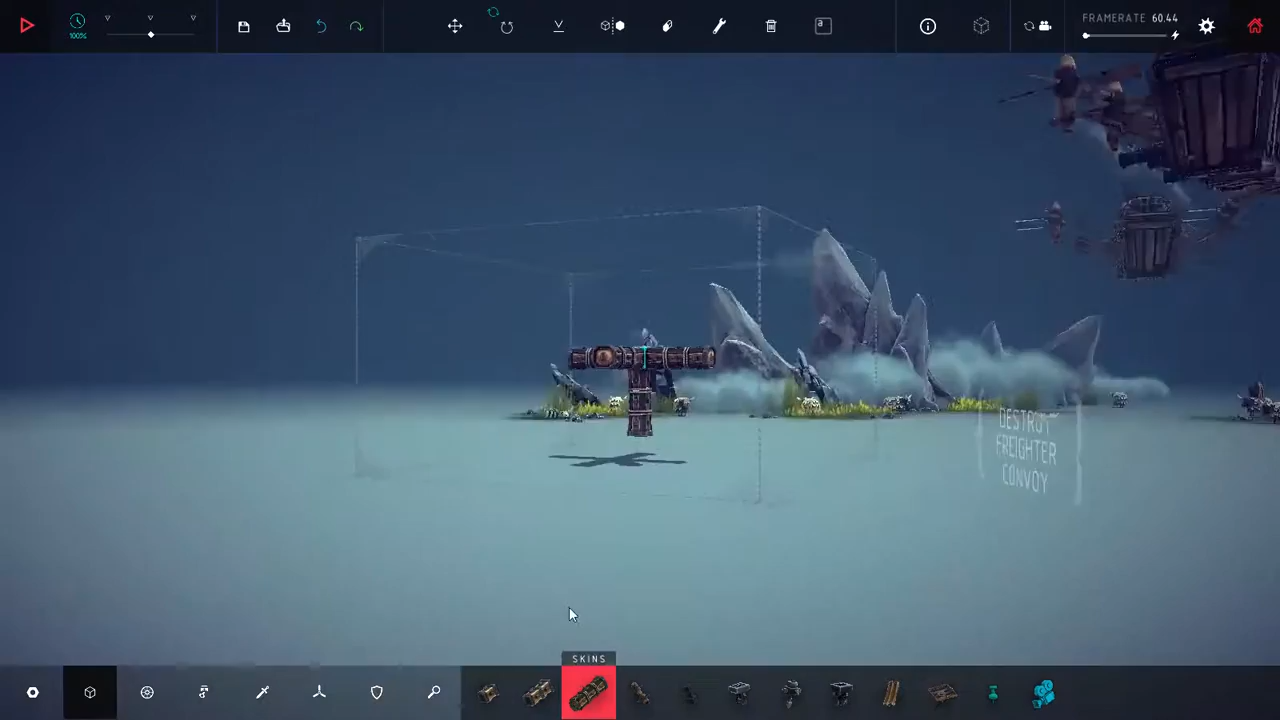 100%
a
FRAMERATE 60.44
DESTROY
FREIGHTER
CONVOY
SKINS